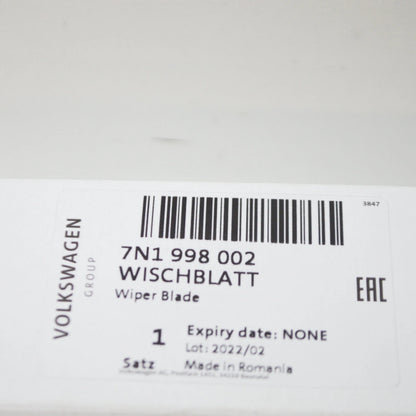 3847
VOLKSWAGEN
GROUP
7N1 998 002
WISCHBLATT
Wiper Blade
EAC
1
Satz
Expiry date: NONE
Lot: 2022/02
Made in Romania